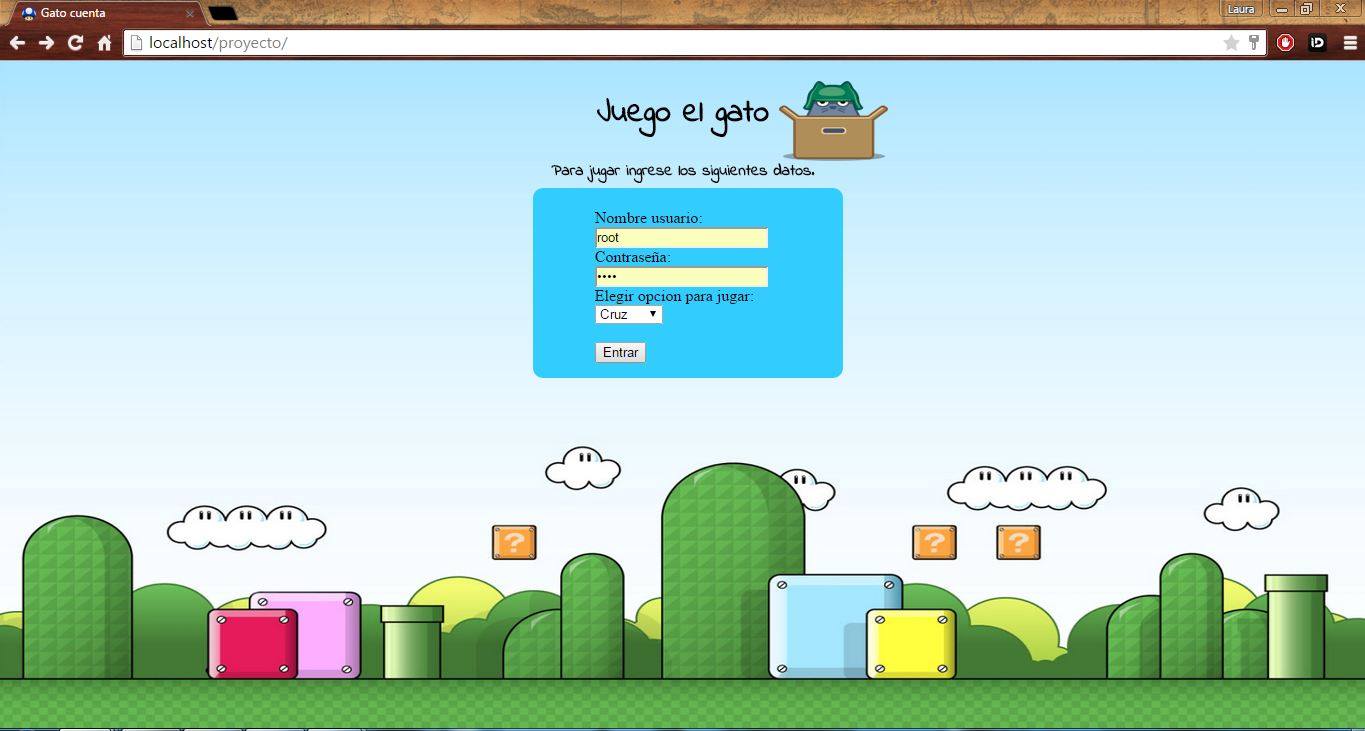 Gato cuenta
Laura
localhost/proyecto/
Juego el gato
Para jugar ingrese los siguientes datos.
Nombre usuario:
root
Contraseña:
••••
Elegir opcion para jugar:
Cruz
Entrar
?
? ?